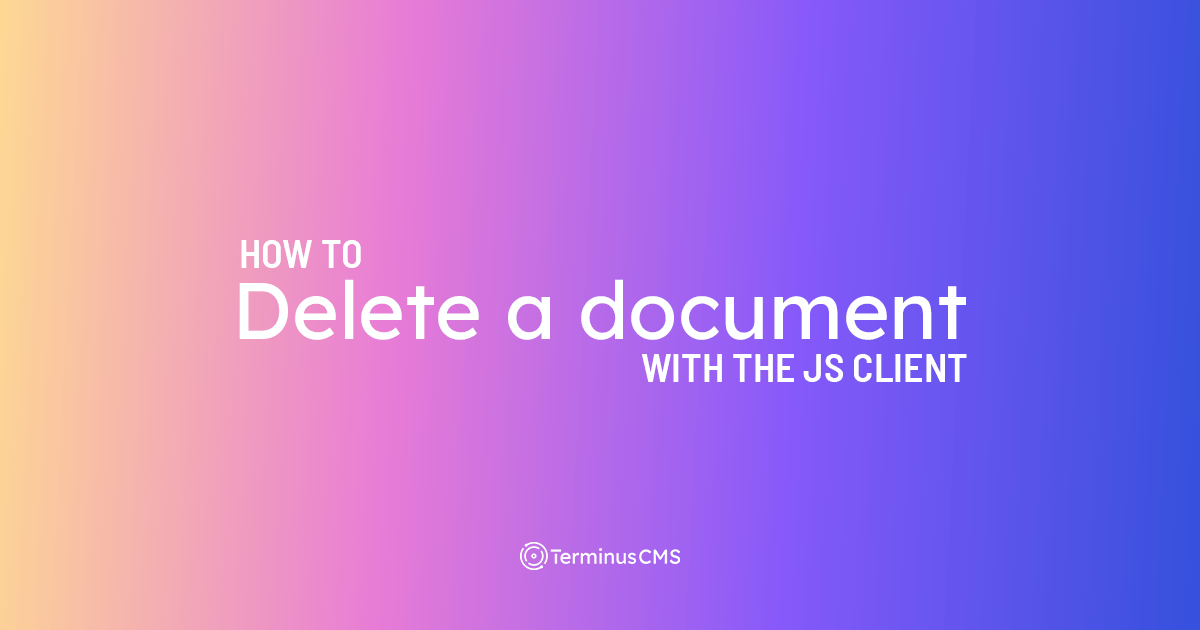 HOW TO
Delete a document
WITH THE JS CLIENT
TerminusCMS